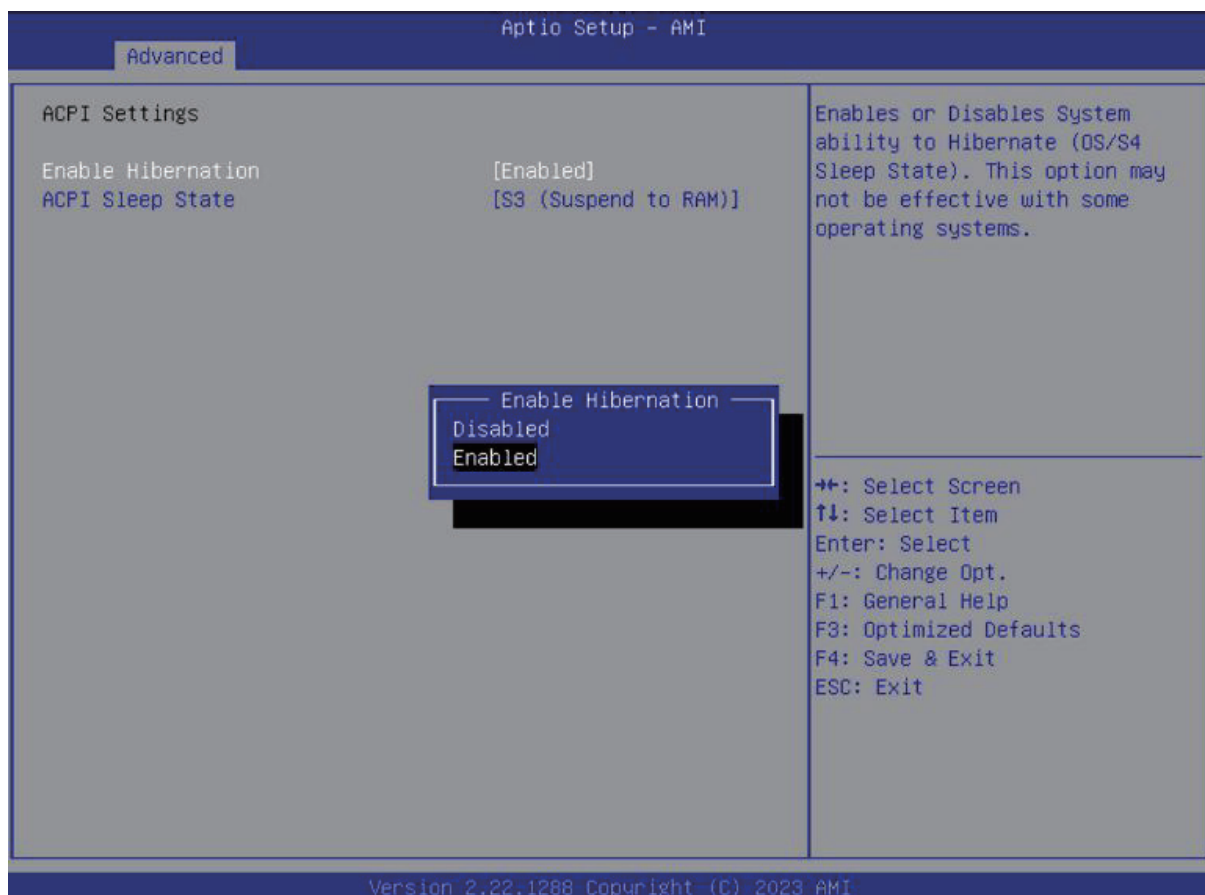 Aptio Setup - AMI
Advanced
ACPI Settings
Enable Hibernation [Enabled]
ACPI Sleep State [S3 (Suspend to RAM)]
Enable Hibernation
Disabled
Enabled
Enables or Disables System
ability to Hibernate (OS/S4
Sleep State). This option may
not be effective with some
operating systems.
→←: Select Screen
↑↓: Select Item
Enter: Select
+/-: Change Opt.
F1: General Help
F3: Optimized Defaults
F4: Save & Exit
ESC: Exit
Version 2.22.1288 Copyright (C) 2023 AMI